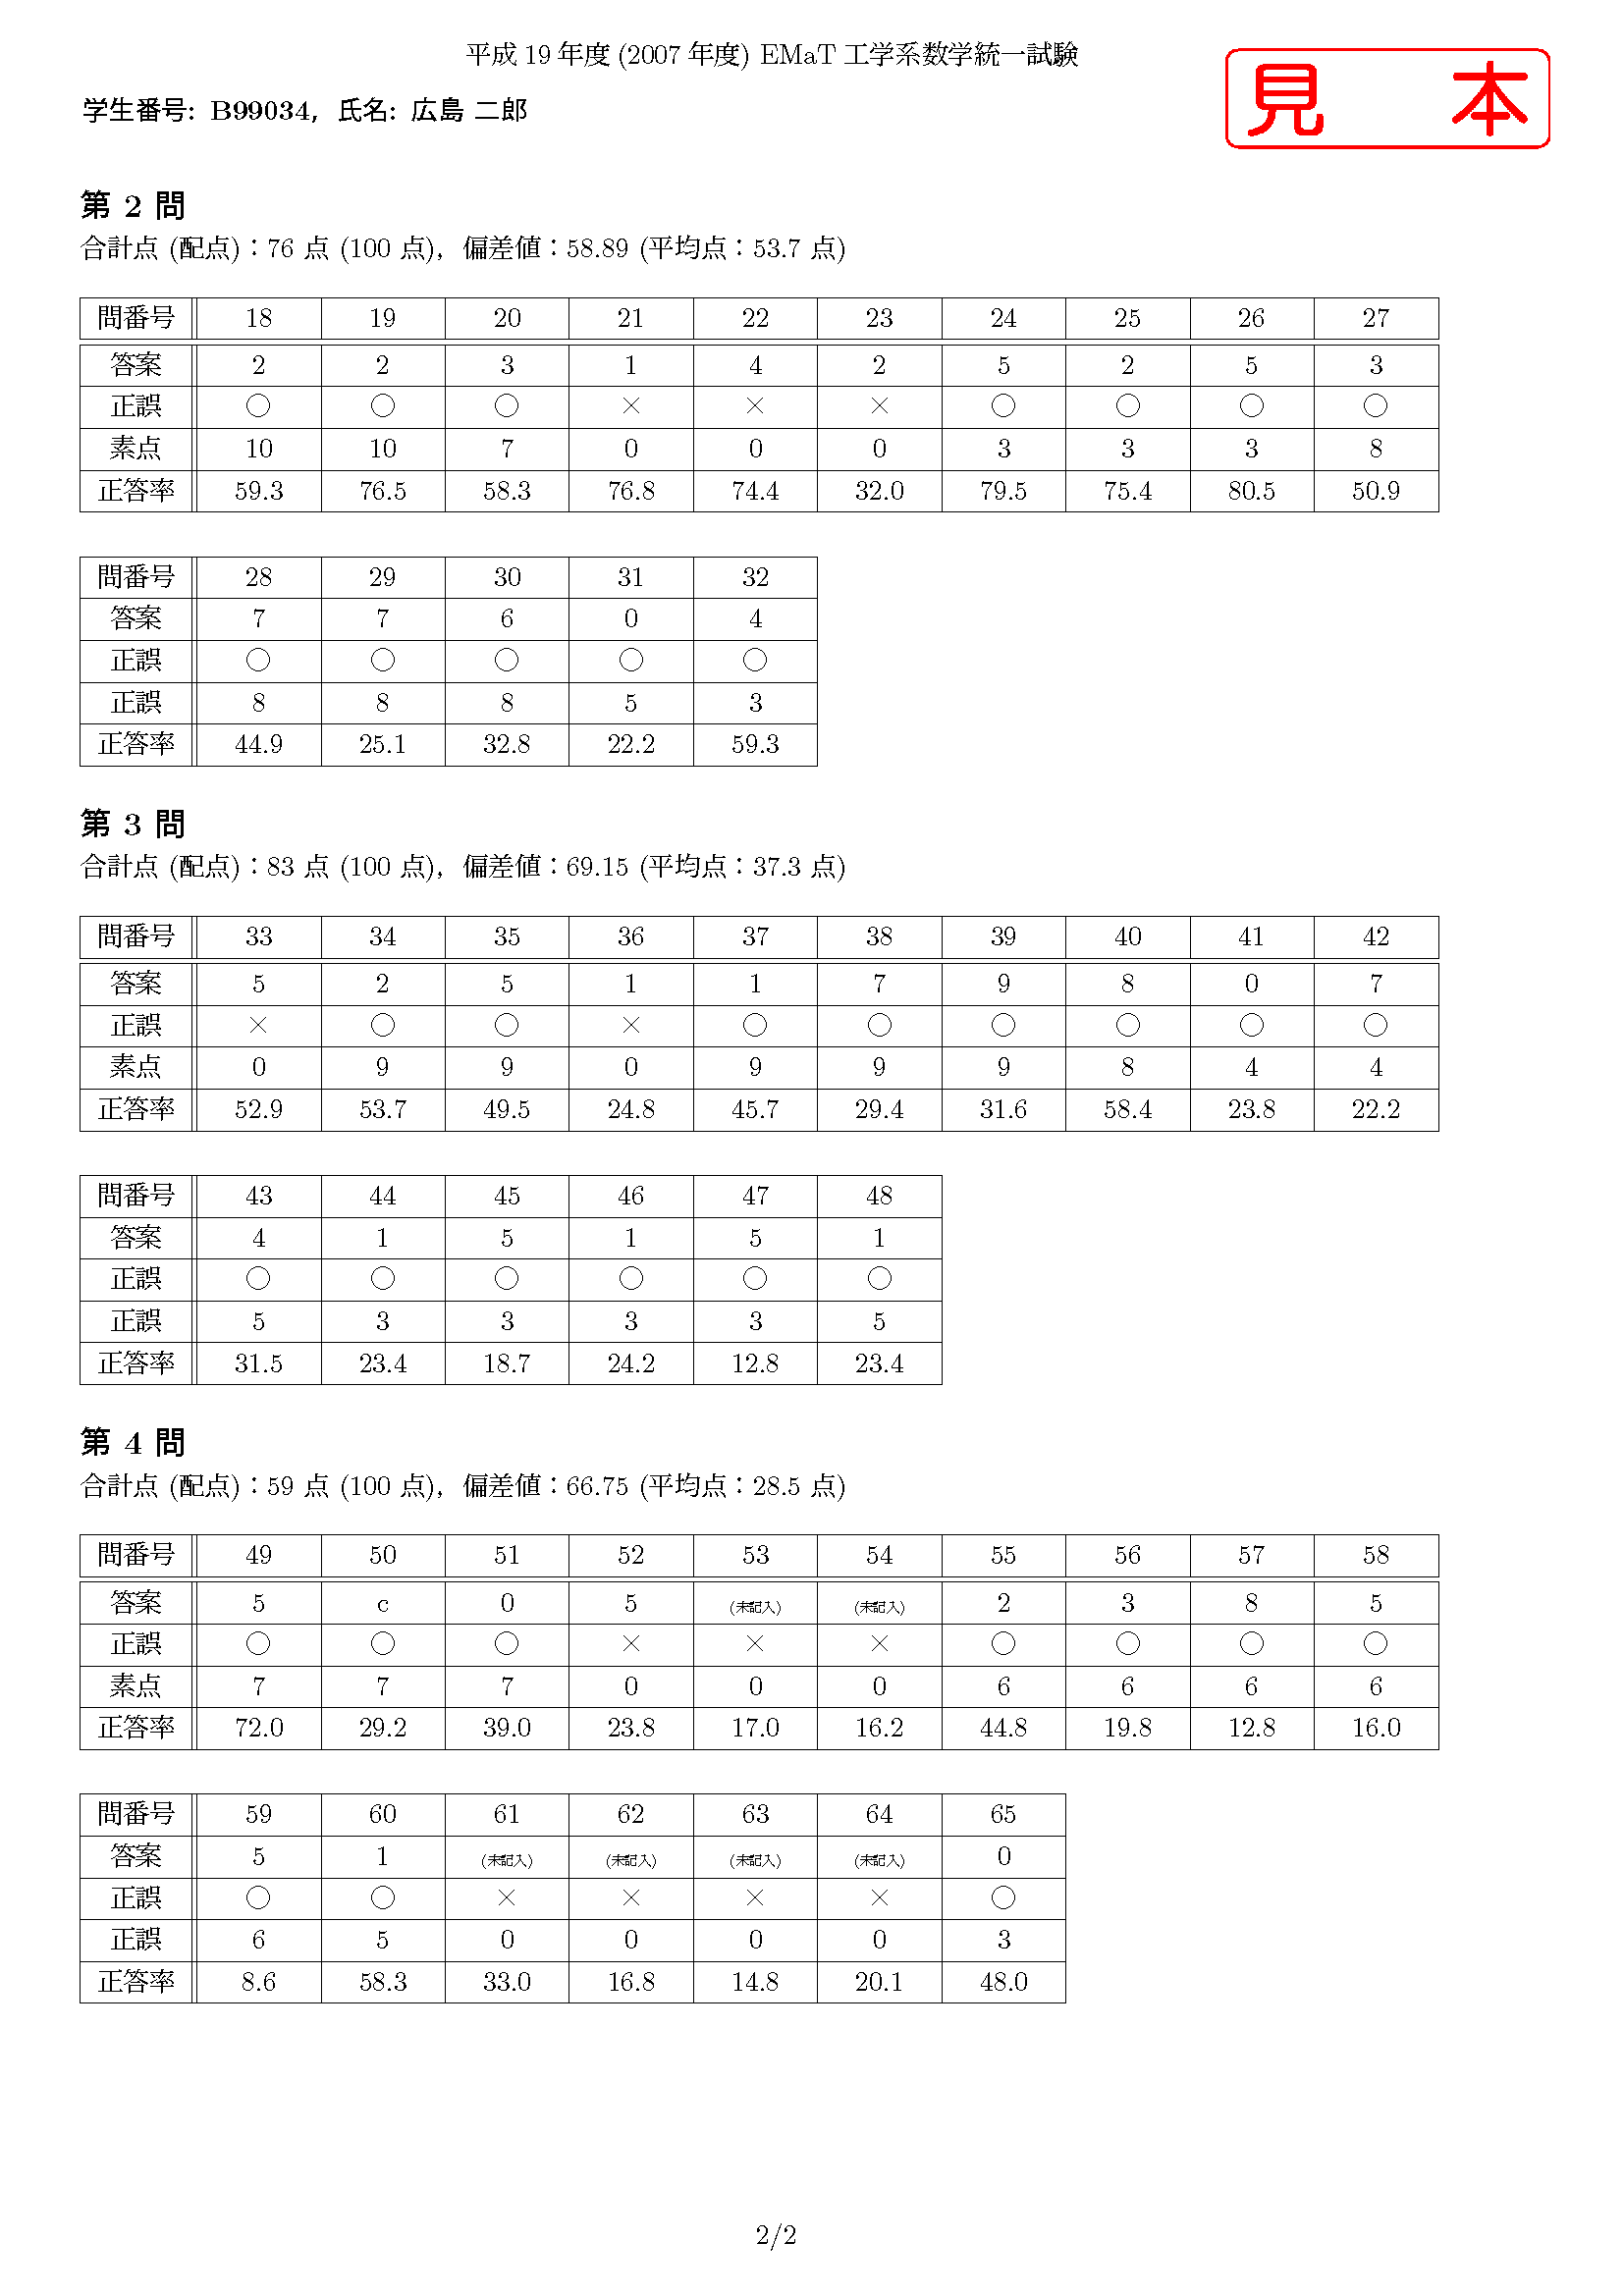 平成 19 年度 (2007 年度) EMaT 工学系数学統一試験
見 本
学生番号: B99034, 氏名: 広島 二郎
第 2 問
合計点 (配点)：76 点 (100 点), 偏差値：58.89 (平均点：53.7 点)
問番号 18 19 20 21 22 23 24 25 26 27
答案 2 2 3 1 4 2 5 2 5 3
正誤 ○ ○ ○ × × × ○ ○ ○ ○
素点 10 10 7 0 0 0 3 3 3 8
正答率 59.3 76.5 58.3 76.8 74.4 32.0 79.5 75.4 80.5 50.9
問番号 28 29 30 31 32
答案 7 7 6 0 4
正誤 ○ ○ ○ ○ ○
正誤 8 8 8 5 3
正答率 44.9 25.1 32.8 22.2 59.3
第 3 問
合計点 (配点)：83 点 (100 点), 偏差値：69.15 (平均点：37.3 点)
問番号 33 34 35 36 37 38 39 40 41 42
答案 5 2 5 1 1 7 9 8 0 7
正誤 × ○ ○ × ○ ○ ○ ○ ○ ○
素点 0 9 9 0 9 9 9 8 4 4
正答率 52.9 53.7 49.5 24.8 45.7 29.4 31.6 58.4 23.8 22.2
問番号 43 44 45 46 47 48
答案 4 1 5 1 5 1
正誤 ○ ○ ○ ○ ○ ○
正誤 5 3 3 3 3 5
正答率 31.5 23.4 18.7 24.2 12.8 23.4
第 4 問
合計点 (配点)：59 点 (100 点), 偏差値：66.75 (平均点：28.5 点)
問番号 49 50 51 52 53 54 55 56 57 58
答案 5 c 0 5 (未記入) (未記入) 2 3 8 5
正誤 ○ ○ ○ × × × ○ ○ ○ ○
素点 7 7 7 0 0 0 6 6 6 6
正答率 72.0 29.2 39.0 23.8 17.0 16.2 44.8 19.8 12.8 16.0
問番号 59 60 61 62 63 64 65
答案 5 1 (未記入) (未記入) (未記入) (未記入) 0
正誤 ○ ○ × × × × ○
正誤 6 5 0 0 0 0 3
正答率 8.6 58.3 33.0 16.8 14.8 20.1 48.0
2/2